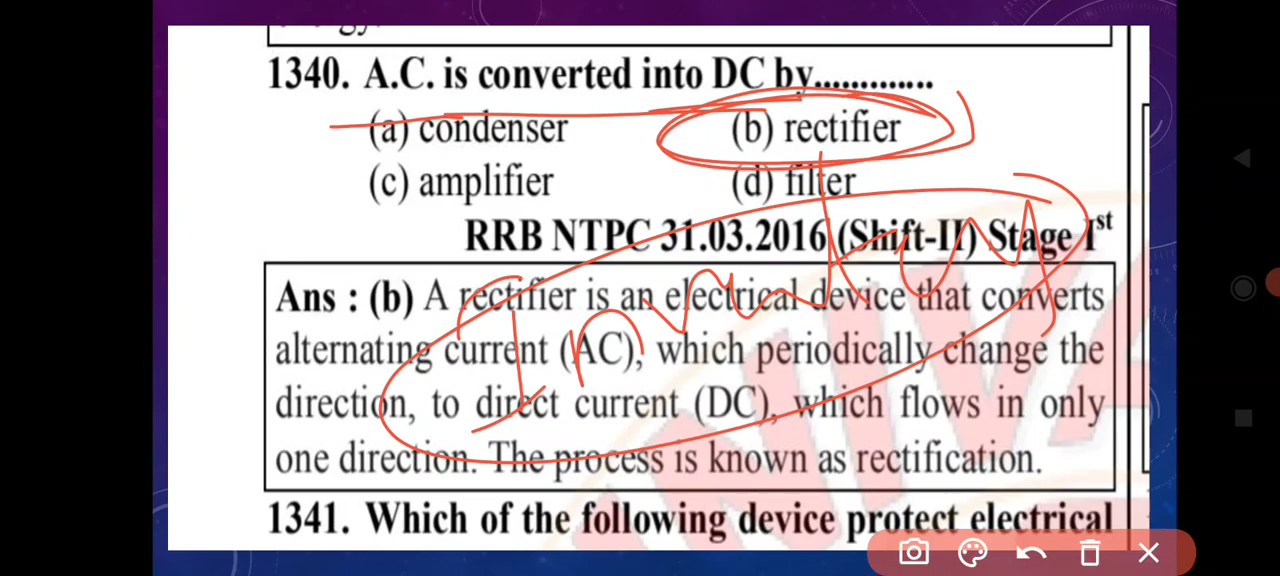 1340. A.C. is converted into DC by.............
(a) condenser (b) rectifier
(c) amplifier (d) filter
RRB NTPC 31.03.2016 (Shift-II) Stage Ist
Ans : (b) A rectifier is an electrical device that converts
alternating current (AC), which periodically change the
direction, to direct current (DC), which flows in only
one direction. The process is known as rectification.
1341. Which of the following device protect electrical